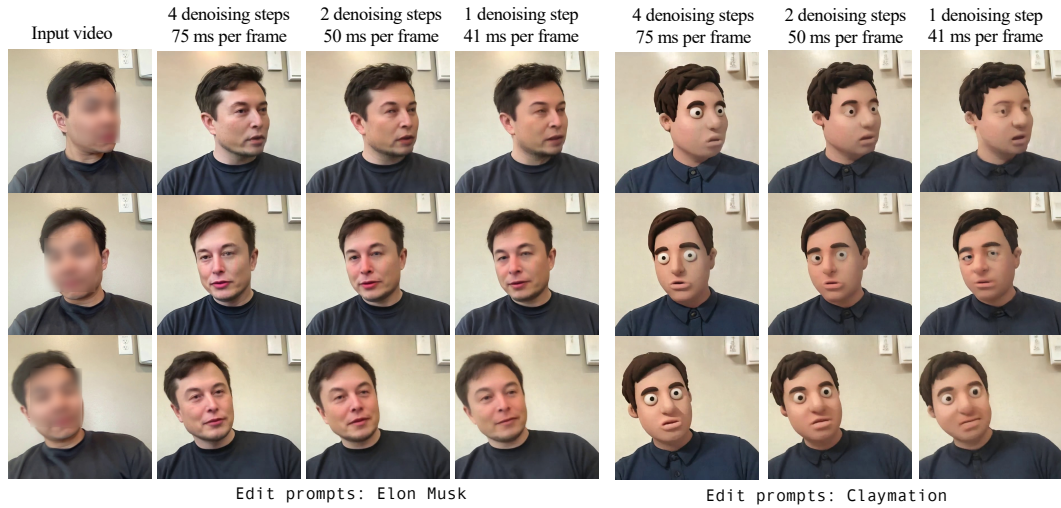 Input video
4 denoising steps
75 ms per frame
2 denoising steps
50 ms per frame
1 denoising step
41 ms per frame
4 denoising steps
75 ms per frame
2 denoising steps
50 ms per frame
1 denoising step
41 ms per frame
Edit prompts: Elon Musk
Edit prompts: Claymation